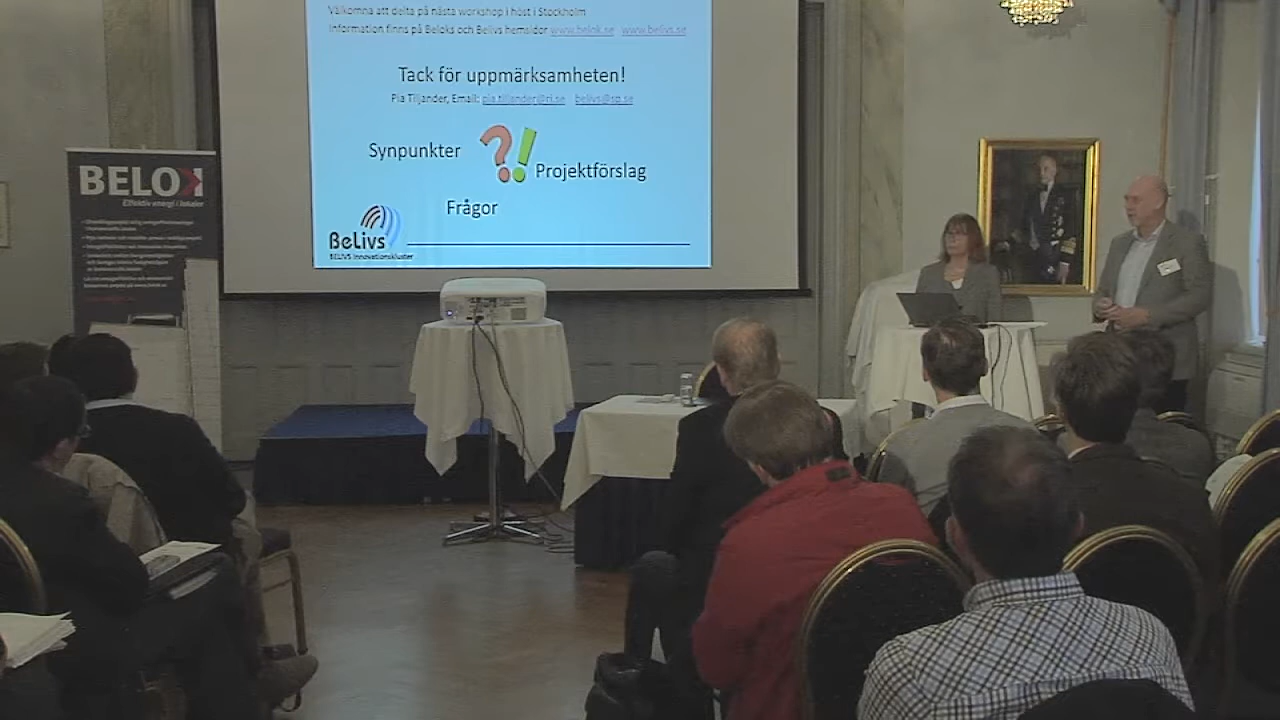 Välkomna att delta på nästa workshop i höst i Stockholm
Information finns på Beloks och Belivs hemsidor www.belok.se www.belivs.se
Tack för uppmärksamheten!
Pia Tiljander, Email: pia.tiljander@ri.se belivs@sp.se
Synpunkter
?!
Projektförslag
Frågor
BeLivs
BELIVS Innovationskluster
BELOK
Effektiv energi i lokaler